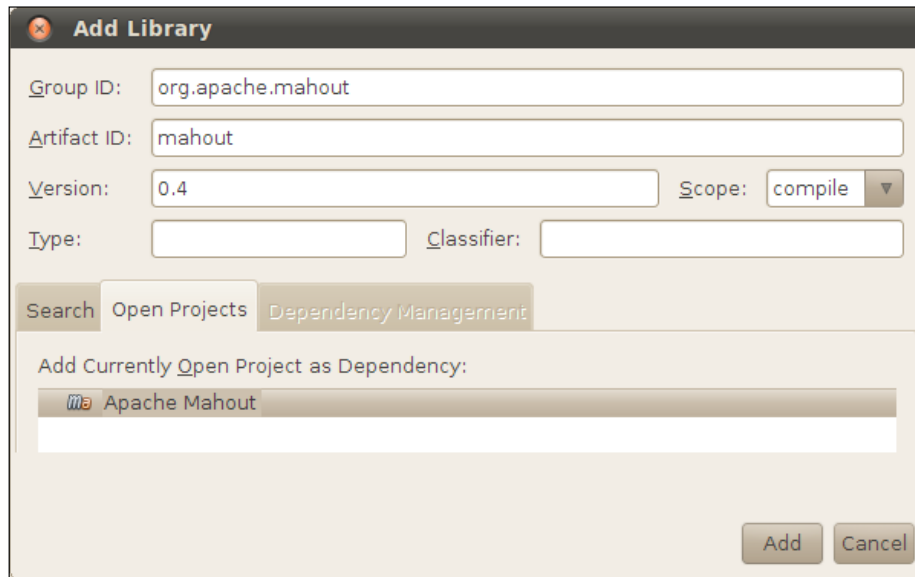 Add Library
Group ID: org.apache.mahout
Artifact ID: mahout
Version: 0.4 Scope: compile
Type: Classifier:
Search Open Projects Dependency Management
Add Currently Open Project as Dependency:
ma Apache Mahout
Add Cancel